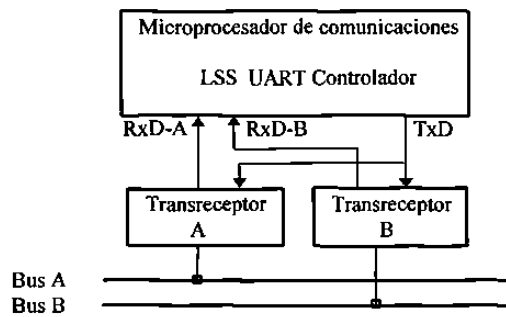 Microprocesador de comunicaciones
LSS UART Controlador
RxD-A
RxD-B
TxD
Transreceptor
A
Transreceptor
B
Bus A
Bus B